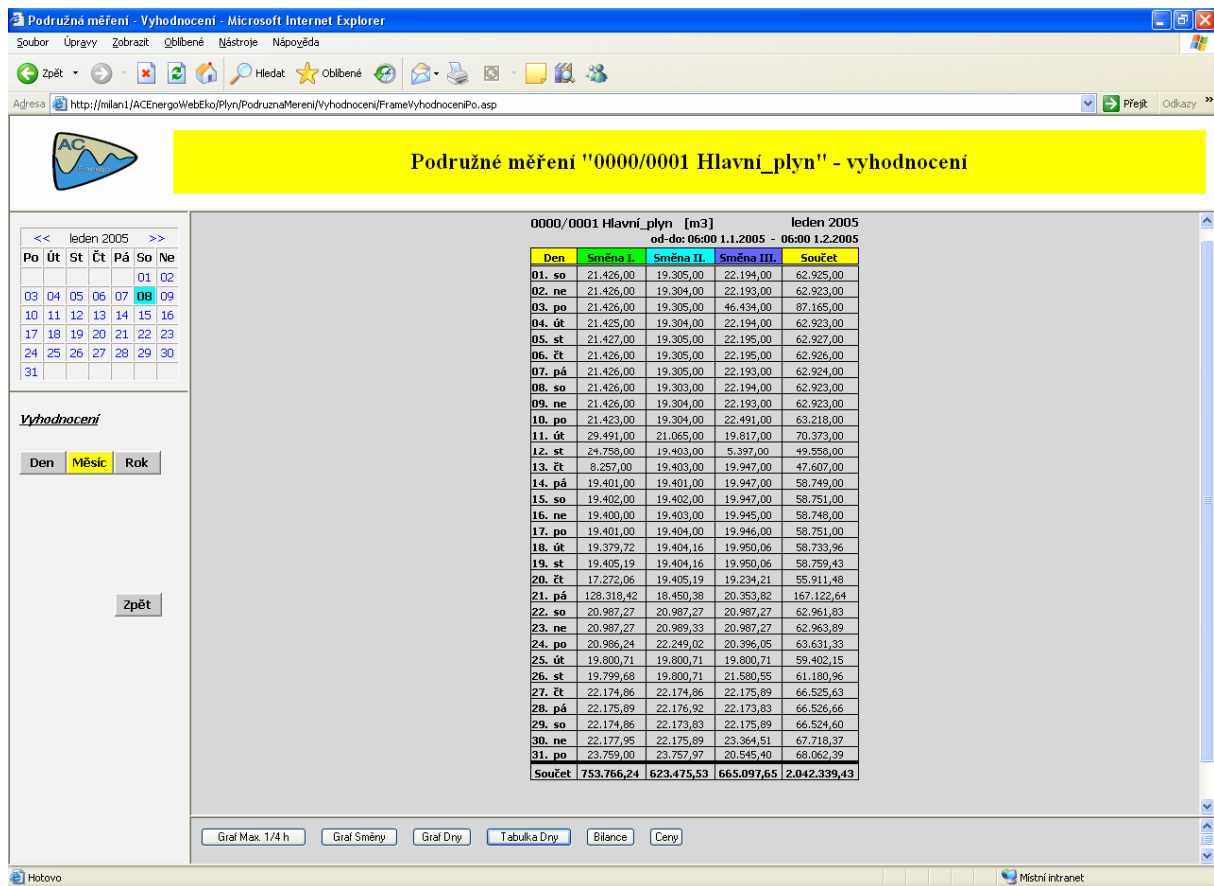 Podružná měření - Vyhodnocení - Microsoft Internet Explorer
Soubor Úpravy Zobrazit Oblíbené Nástroje Nápověda
Zpět Hledat Oblíbené
Adresa http://milan1/ACEnergoWebEko/Plyn/PodruznaMereni/Vyhodnoceni/FrameVyhodnoceniPo.asp Přejít Odkazy »
AC
Energo
Podružné měření "0000/0001 Hlavní_plyn" - vyhodnocení
<< leden 2005 >>
Po Út St Čt Pá So Ne
01 02
03 04 05 06 07 08 09
10 11 12 13 14 15 16
17 18 19 20 21 22 23
24 25 26 27 28 29 30
31
Vyhodnocení
Den Měsíc Rok
Zpět
0000/0001 Hlavní_plyn [m3] leden 2005
od-do: 06:00 1.1.2005 - 06:00 1.2.2005
Den Směna I. Směna II. Směna III. Součet
01. so 21.426,00 19.305,00 22.194,00 62.925,00
02. ne 21.426,00 19.304,00 22.193,00 62.923,00
03. po 21.426,00 19.305,00 46.434,00 87.165,00
04. út 21.425,00 19.304,00 22.194,00 62.923,00
05. st 21.427,00 19.305,00 22.195,00 62.927,00
06. čt 21.426,00 19.305,00 22.195,00 62.926,00
07. pá 21.426,00 19.305,00 22.193,00 62.924,00
08. so 21.426,00 19.303,00 22.194,00 62.923,00
09. ne 21.426,00 19.304,00 22.193,00 62.923,00
10. po 21.423,00 19.304,00 22.491,00 63.218,00
11. út 29.491,00 21.065,00 19.817,00 70.373,00
12. st 24.758,00 19.403,00 5.397,00 49.558,00
13. čt 8.257,00 19.403,00 19.947,00 47.607,00
14. pá 19.401,00 19.401,00 19.947,00 58.749,00
15. so 19.402,00 19.402,00 19.947,00 58.751,00
16. ne 19.400,00 19.403,00 19.945,00 58.748,00
17. po 19.401,00 19.404,00 19.946,00 58.751,00
18. út 19.379,72 19.404,16 19.950,06 58.733,96
19. st 19.405,19 19.404,16 19.950,06 58.759,43
20. čt 17.272,06 19.405,19 19.234,21 55.911,48
21. pá 128.318,42 18.450,38 20.353,82 167.122,64
22. so 20.987,27 20.987,27 20.987,27 62.961,83
23. ne 20.987,27 20.989,33 20.987,27 62.963,89
24. po 20.986,24 22.249,02 20.396,05 63.631,33
25. út 19.800,71 19.800,71 19.800,71 59.402,15
26. st 19.799,68 19.800,71 21.580,55 61.180,96
27. čt 22.174,86 22.174,86 22.175,89 66.525,63
28. pá 22.175,89 22.176,92 22.173,83 66.526,66
29. so 22.174,86 22.173,83 22.175,89 66.524,60
30. ne 22.177,95 22.175,89 23.364,51 67.718,37
31. po 23.759,00 23.757,97 20.545,40 68.062,39
Součet 753.766,24 623.475,53 665.097,65 2.042.339,43
Graf Max. 1/4 h Graf Směny Graf Dny Tabulka Dny Bilance Ceny
Hotovo Místní intranet